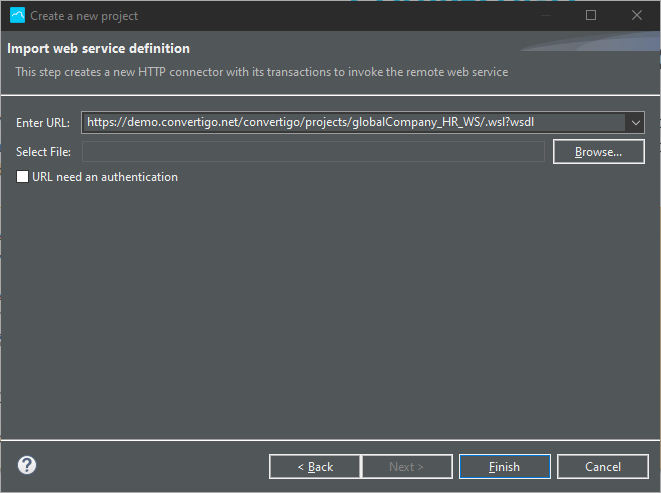 Create a new project
Import web service definition
This step creates a new HTTP connector with its transactions to invoke the remote web service
Enter URL: https://demo.convertigo.net/convertigo/projects/globalCompany_HR_WS/.wsl?wsdl
Select File: Browse...
URL need an authentication
? < Back Next > Finish Cancel